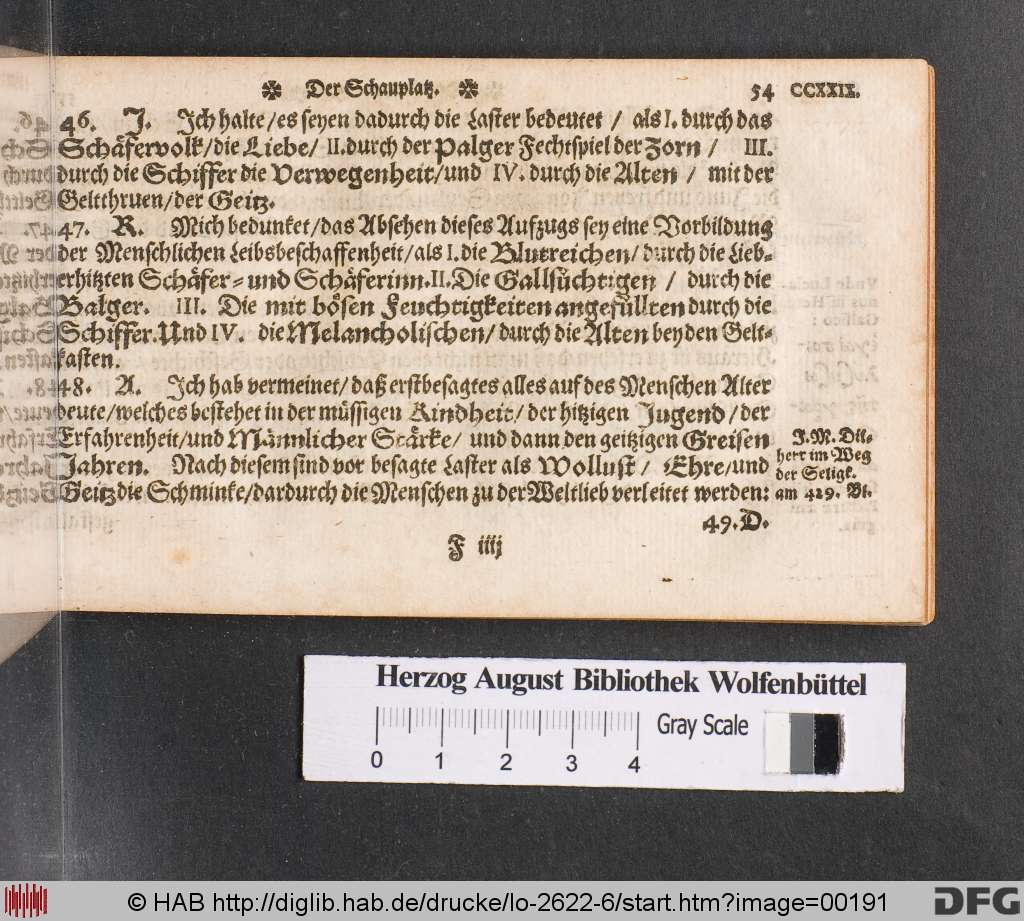 ✽ Der Schauplatz. ✽ 54 CCXXIX.
46. J. Ich halte/es seyen dadurch die Laster bedeutet / als I. durch das
Schäfervolk/die Liebe/ II.durch der Palger Fechtspiel der Zorn / III.
durch die Schiffer die Verwegenheit/und IV. durch die Alten / mit der
Geltthruen/der Geitz.
47. R. Mich bedunket/das Absehen dieses Aufzugs sey eine Vorbildung
der Menschlichen Leibsbeschaffenheit/als I. die Blutreichen/durch die Lieb-
erhitzten Schäfer- und Schäferinn.II.Die Gallsüchtigen / durch die
Balger. III. Die mit bösen Feuchtigkeiten angefüllten durch die
Schiffer.Und IV. die Melancholischen/durch die Alten bey den Gelt-
kasten.
48. A. Ich hab vermeinet/daß erstbesagtes alles auf des Menschen Alter
deute/welches bestehet in der müssigen Kindheit/der hitzigen Jugend/der
Erfahrenheit/und Männlicher Stärke/ und dann den geitzigen Greisen
Jahren. Nach diesem sind vor besagte Laster als Wollust/ Ehre/und
Geitz die Schminke/dardurch die Menschen zu der Weltlieb verleitet werden:
J.M. Dil-
herr im Weg
der Seligk.
am 429. Bl.
49.D.
F iiij
Herzog August Bibliothek Wolfenbüttel
Gray Scale
0 1 2 3 4
© HAB http://diglib.hab.de/drucke/lo-2622-6/start.htm?image=00191
DFG